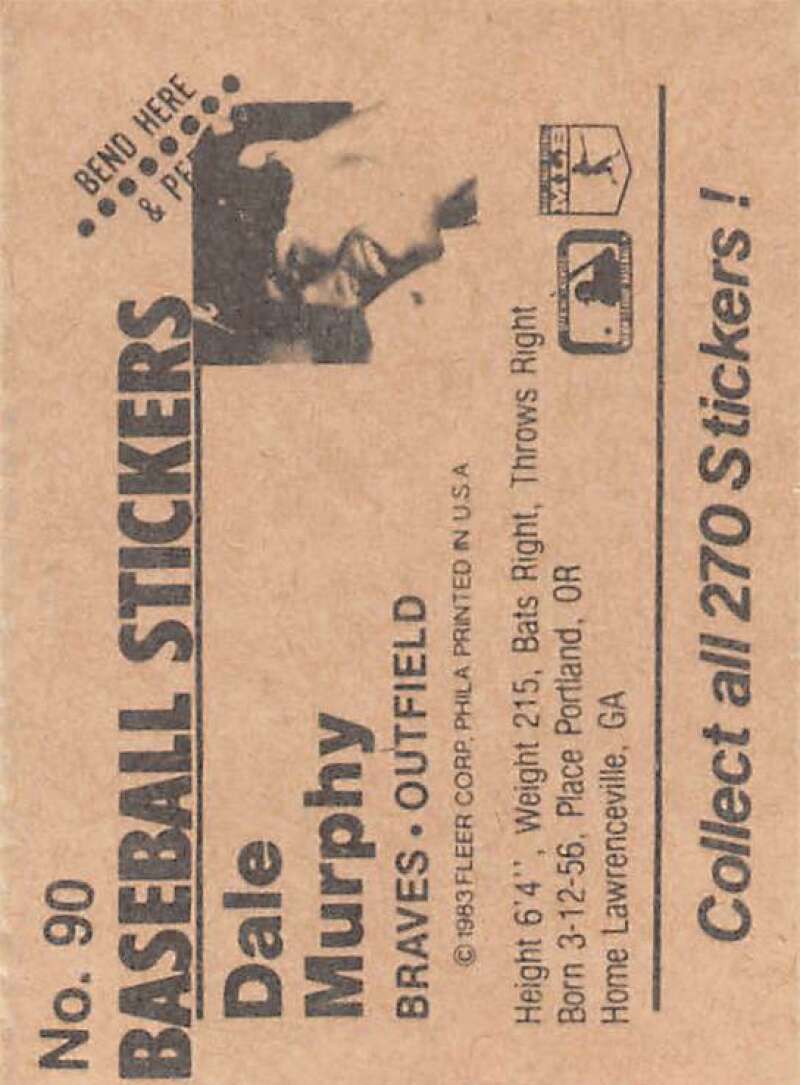 No. 90
BEND HERE
& PE
BASEBALL STICKERS
Dale
Murphy
BRAVES • OUTFIELD
© 1983 FLEER CORP. PHILA PRINTED IN U.S.A
Height 6'4'', Weight 215, Bats Right, Throws Right
Born 3-12-56, Place Portland, OR
Home Lawrenceville, GA
Collect all 270 Stickers !